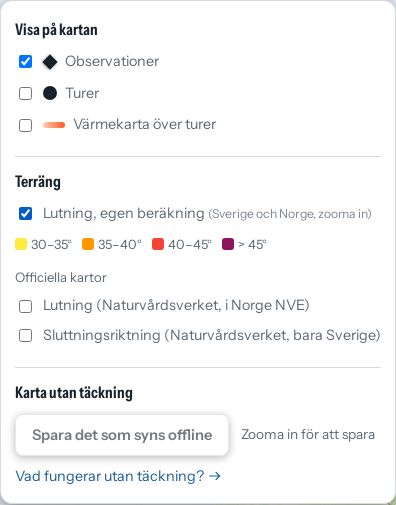 Visa på kartan
Observationer
Turer
Värmekarta över turer
Terräng
Lutning, egen beräkning (Sverige och Norge, zooma in)
30–35° 35–40° 40–45° > 45°
Officiella kartor
Lutning (Naturvårdsverket, i Norge NVE)
Sluttningsriktning (Naturvårdsverket, bara Sverige)
Karta utan täckning
Spara det som syns offline Zooma in för att spara
Vad fungerar utan täckning? →